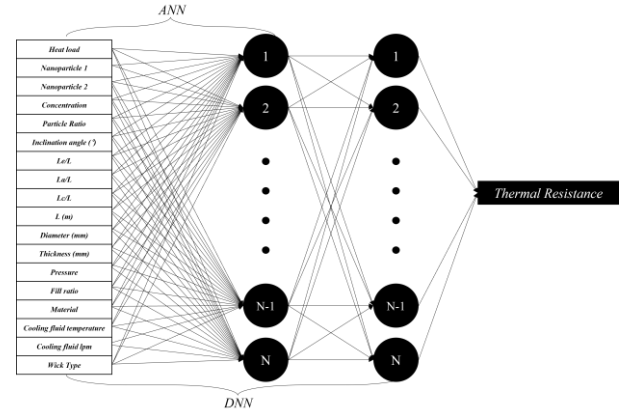 ANN
Heat load
Nanoparticle 1
Nanoparticle 2
Concentration
Particle Ratio
Inclination angle (°)
Le/L
La/L
Lc/L
L (m)
Diameter (mm)
Thickness (mm)
Pressure
Fill ratio
Material
Cooling fluid temperature
Cooling fluid lpm
Wick Type
1
2
N-1
N
1
2
N-1
N
Thermal Resistance
DNN